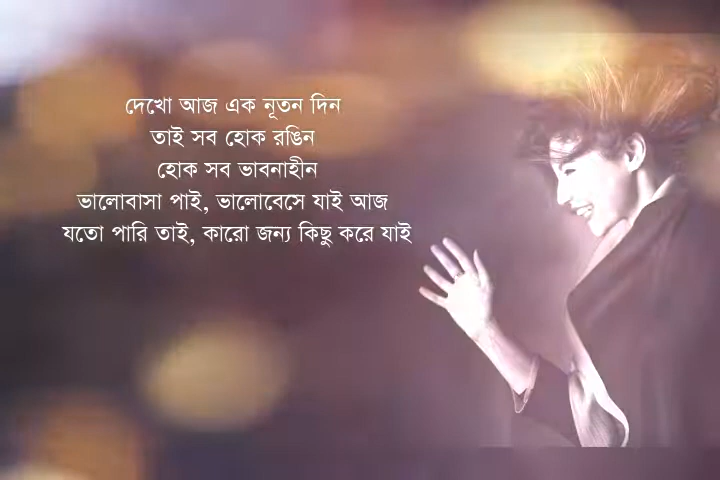 দেখো আজ এক নূতন দিন
তাই সব হোক রঙিন
হোক সব ভাবনাহীন
ভালোবাসা পাই, ভালোবেসে যাই আজ
যতো পারি তাই, কারো জন্য কিছু করে যাই